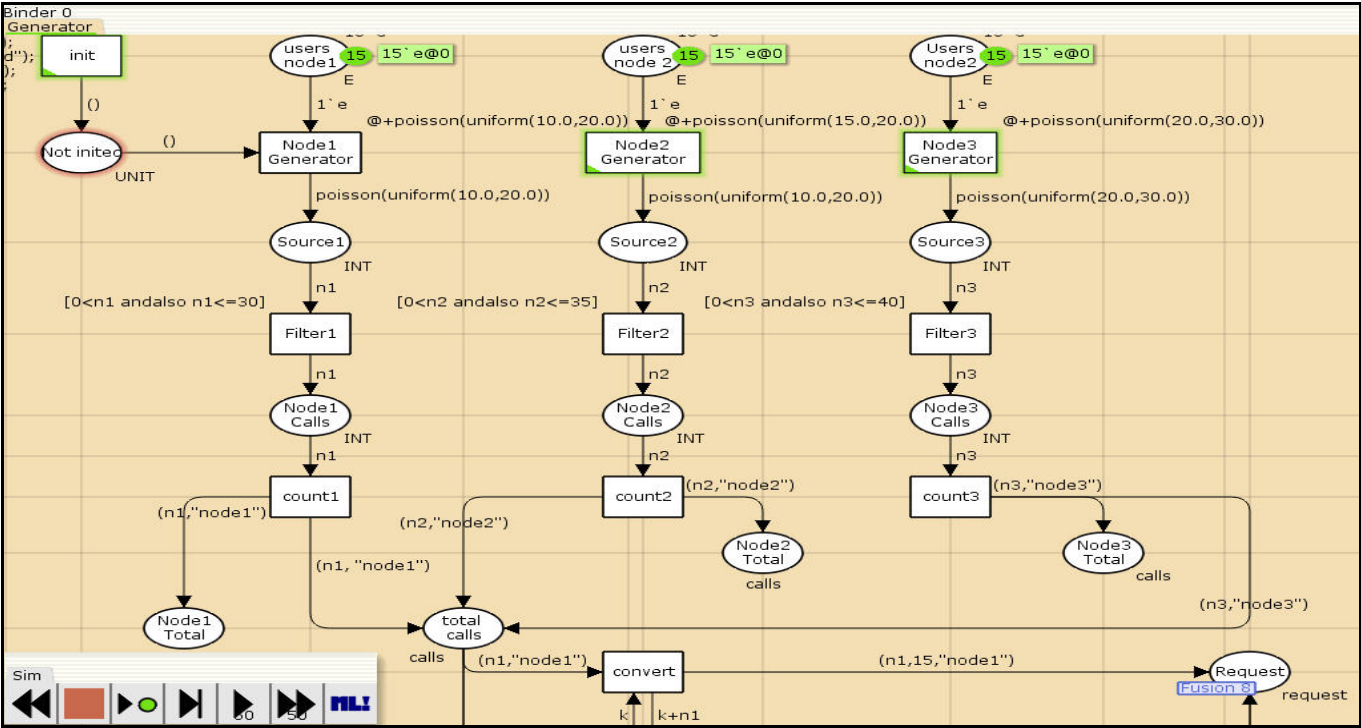 Binder 0
Generator
);
d");
);
;
init
users
node1
15
15`e@0
E
users
node 2
15
15`e@0
E
Users
node2
15
15`e@0
E
()
1`e
1`e
1`e
@+poisson(uniform(10.0,20.0))
@+poisson(uniform(15.0,20.0))
@+poisson(uniform(20.0,30.0))
Not inited
()
UNIT
Node1
Generator
Node2
Generator
Node3
Generator
poisson(uniform(10.0,20.0))
poisson(uniform(10.0,20.0))
poisson(uniform(20.0,30.0))
Source1
INT
Source2
INT
Source3
INT
n1
n2
n3
[0<n1 andalso n1<=30]
[0<n2 andalso n2<=35]
[0<n3 andalso n3<=40]
Filter1
Filter2
Filter3
n1
n2
n3
Node1
Calls
INT
Node2
Calls
INT
Node3
Calls
INT
n1
n2
n3
count1
count2
count3
(n1,"node1")
(n2,"node2")
(n2,"node2")
(n3,"node3")
Node2
Total
calls
Node3
Total
calls
(n1, "node1")
(n3,"node3")
Node1
Total
total
calls
calls
(n1,"node1")
convert
(n1,15,"node1")
Request
Fusion 8
request
k
k+n1
Sim
50
ML!